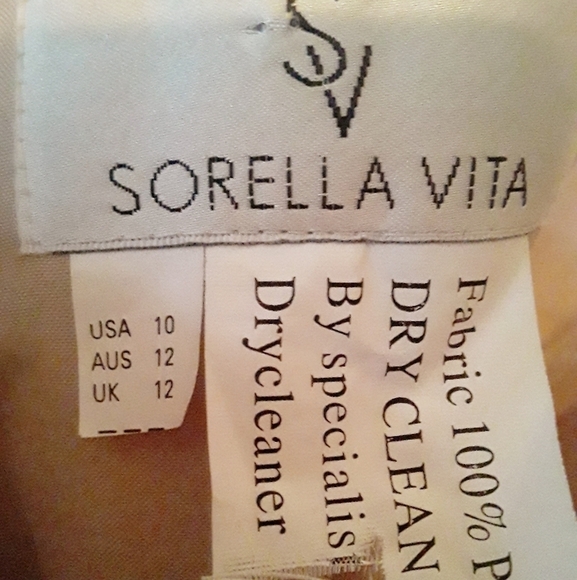 SV
SORELLA VITA
USA 10
AUS 12
UK 12
Fabric 100% P
DRY CLEAN
By specialis
Drycleaner